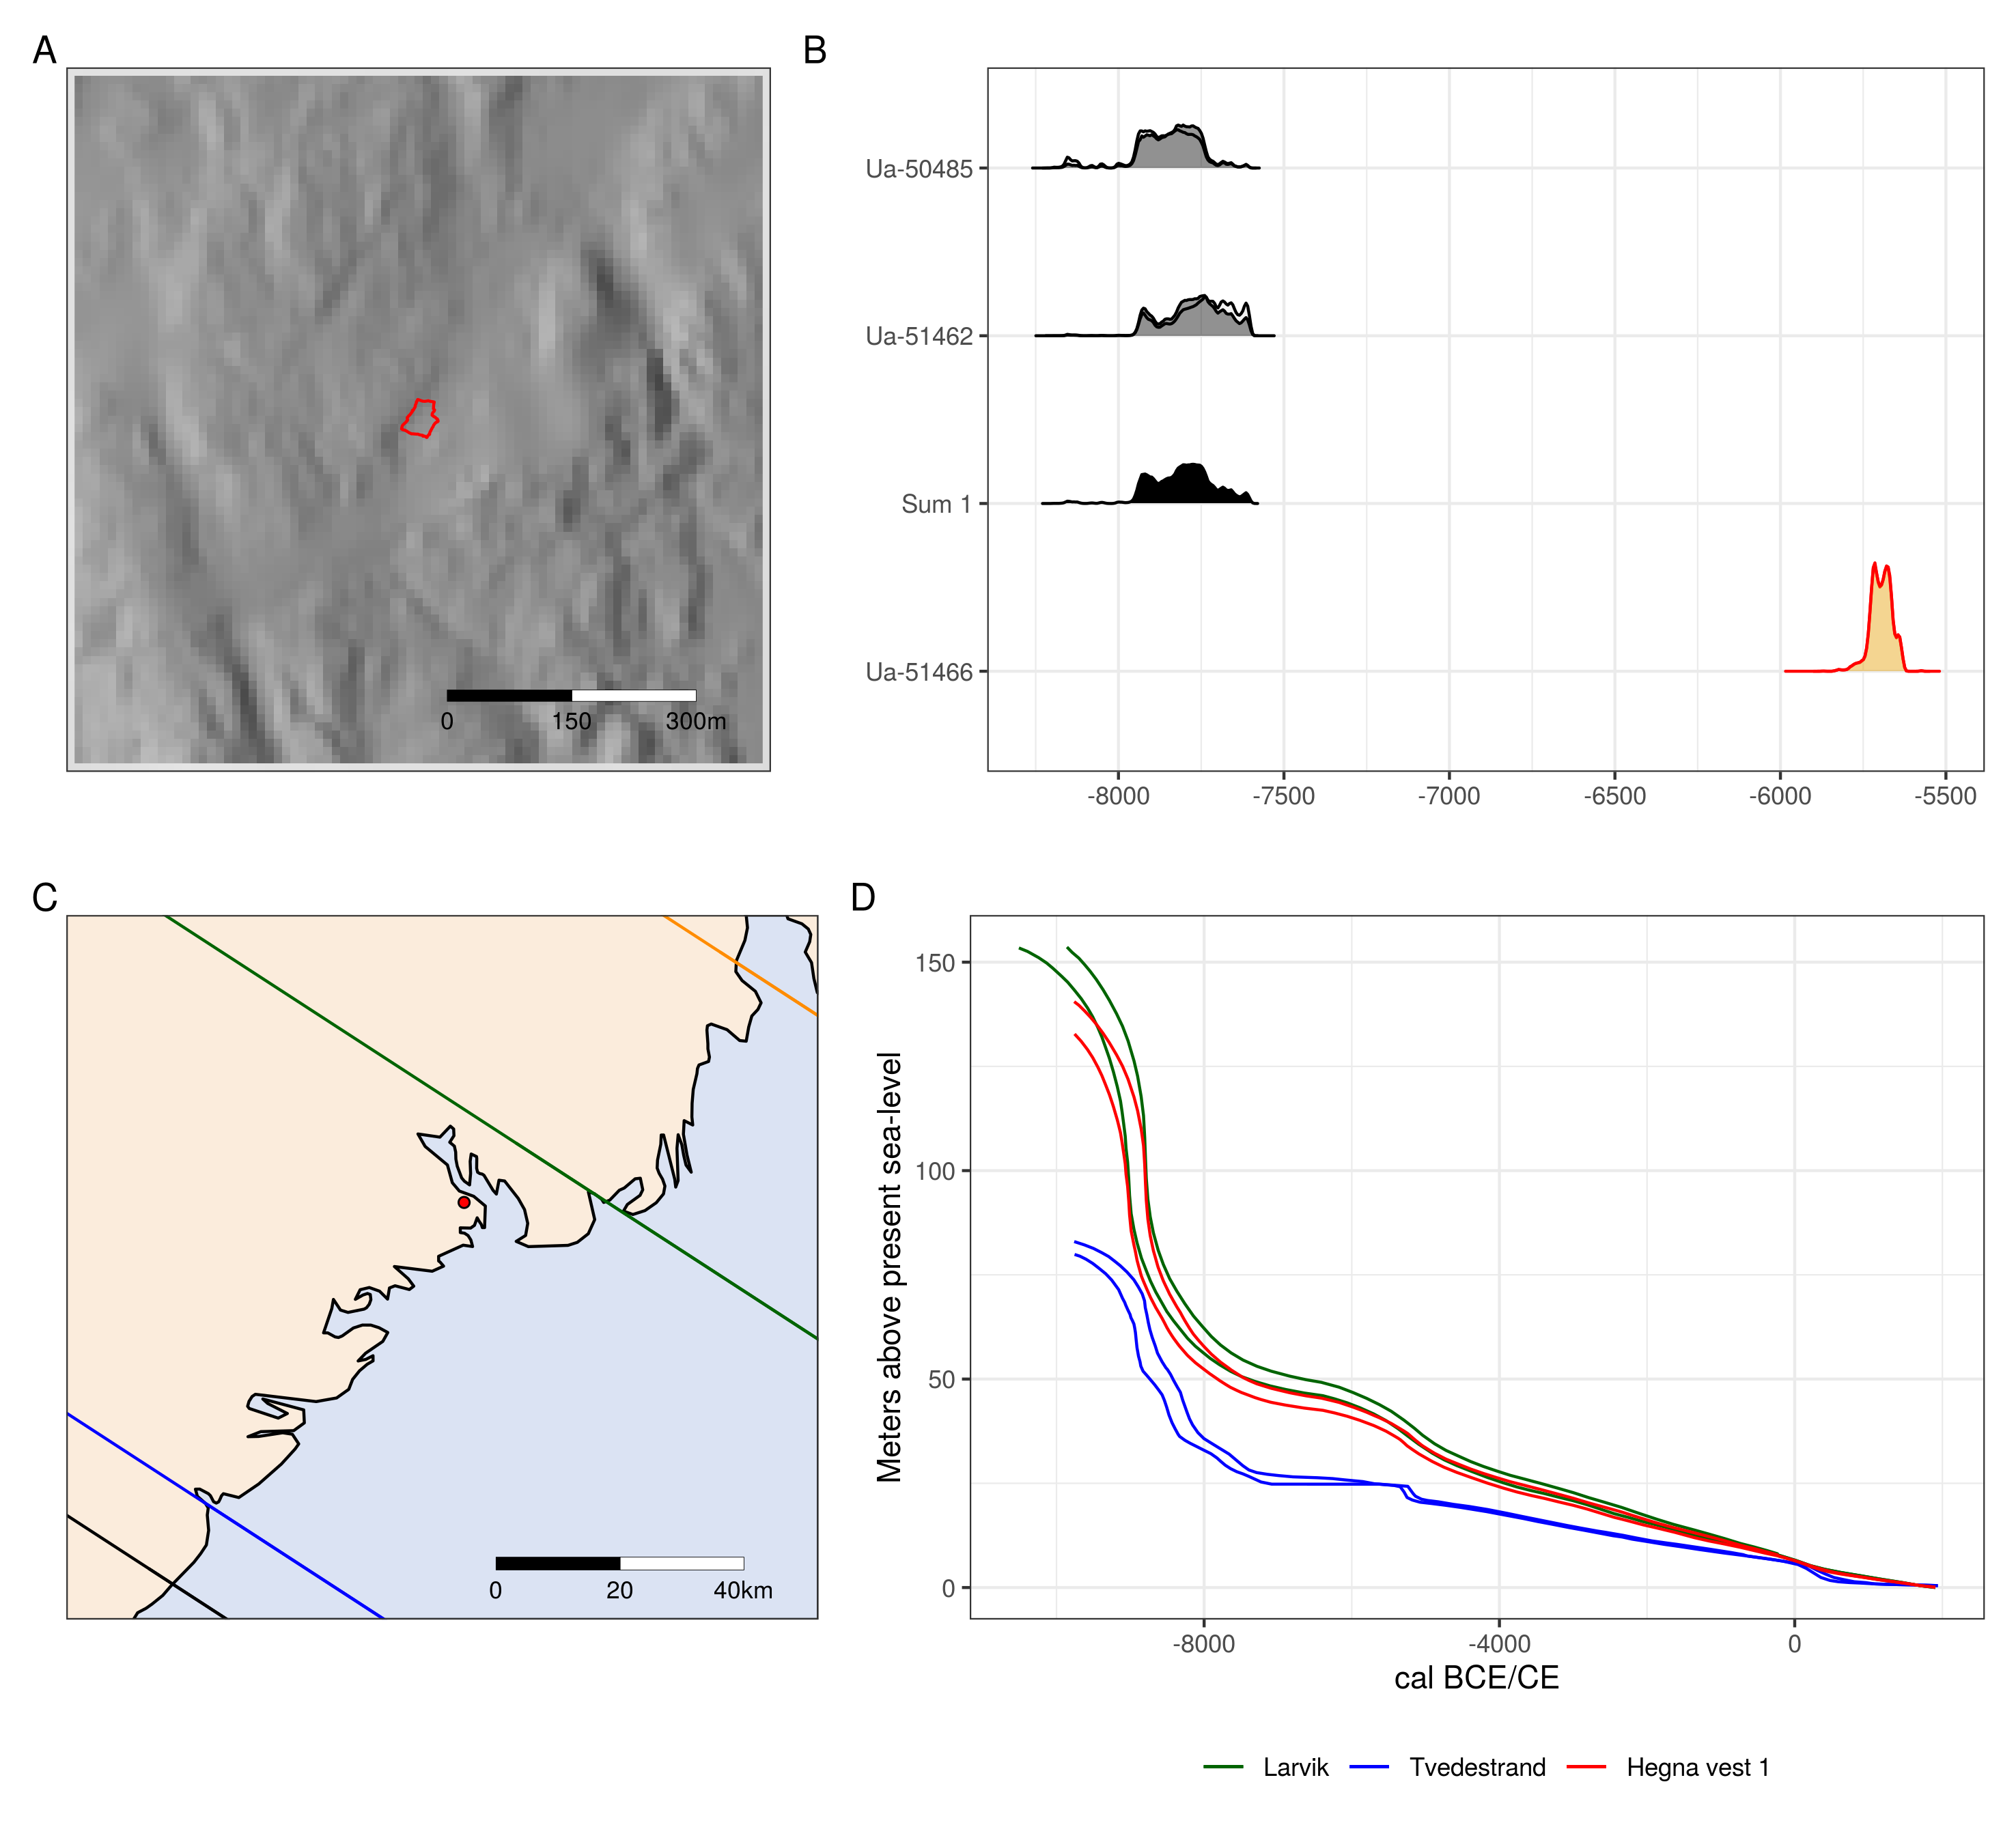 A
B
Ua-50485
Ua-51462
Sum 1
Ua-51466
0 150 300m
-8000 -7500 -7000 -6500 -6000 -5500
C
D
150
100
50
0
Meters above present sea-level
0 20 40km
-8000 -4000 0
cal BCE/CE
Larvik Tvedestrand Hegna vest 1